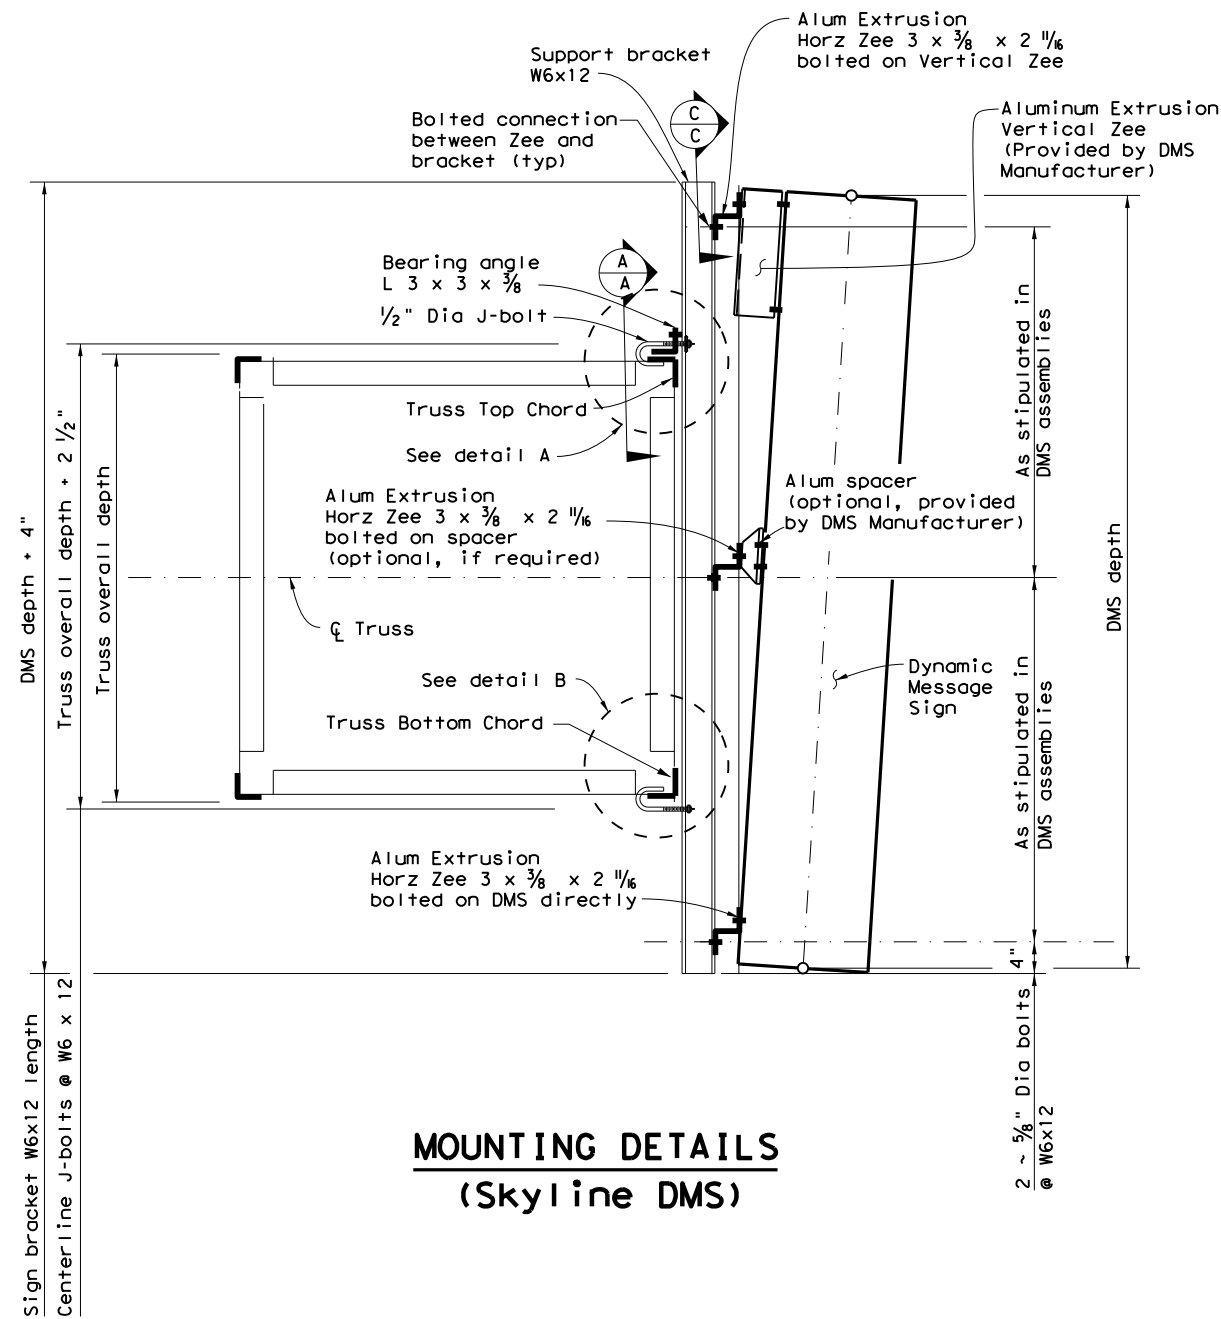 Alum Extrusion
Horz Zee 3 x 3/8 x 2 11/16
bolted on Vertical Zee
Support bracket
W6x12
Bolted connection
between Zee and
bracket (typ)
C
C
Aluminum Extrusion
Vertical Zee
(Provided by DMS
Manufacturer)
Bearing angle
L 3 x 3 x 3/8
1/2" Dia J-bolt
A
A
Truss Top Chord
See detail A
Alum Extrusion
Horz Zee 3 x 3/8 x 2 11/16
bolted on spacer
(optional, if required)
Alum spacer
(optional, provided
by DMS Manufacturer)
℄ Truss
See detail B
Truss Bottom Chord
Dynamic
Message
Sign
Alum Extrusion
Horz Zee 3 x 3/8 x 2 11/16
bolted on DMS directly
DMS depth + 4"
Truss overall depth + 2 1/2"
Truss overall depth
As stipulated in
DMS assemblies
DMS depth
As stipulated in
DMS assemblies
4"
2 ~ 5/8" Dia bolts
@ W6x12
Sign bracket W6x12 length
Centerline J-bolts @ W6 x 12
MOUNTING DETAILS
(Skyline DMS)